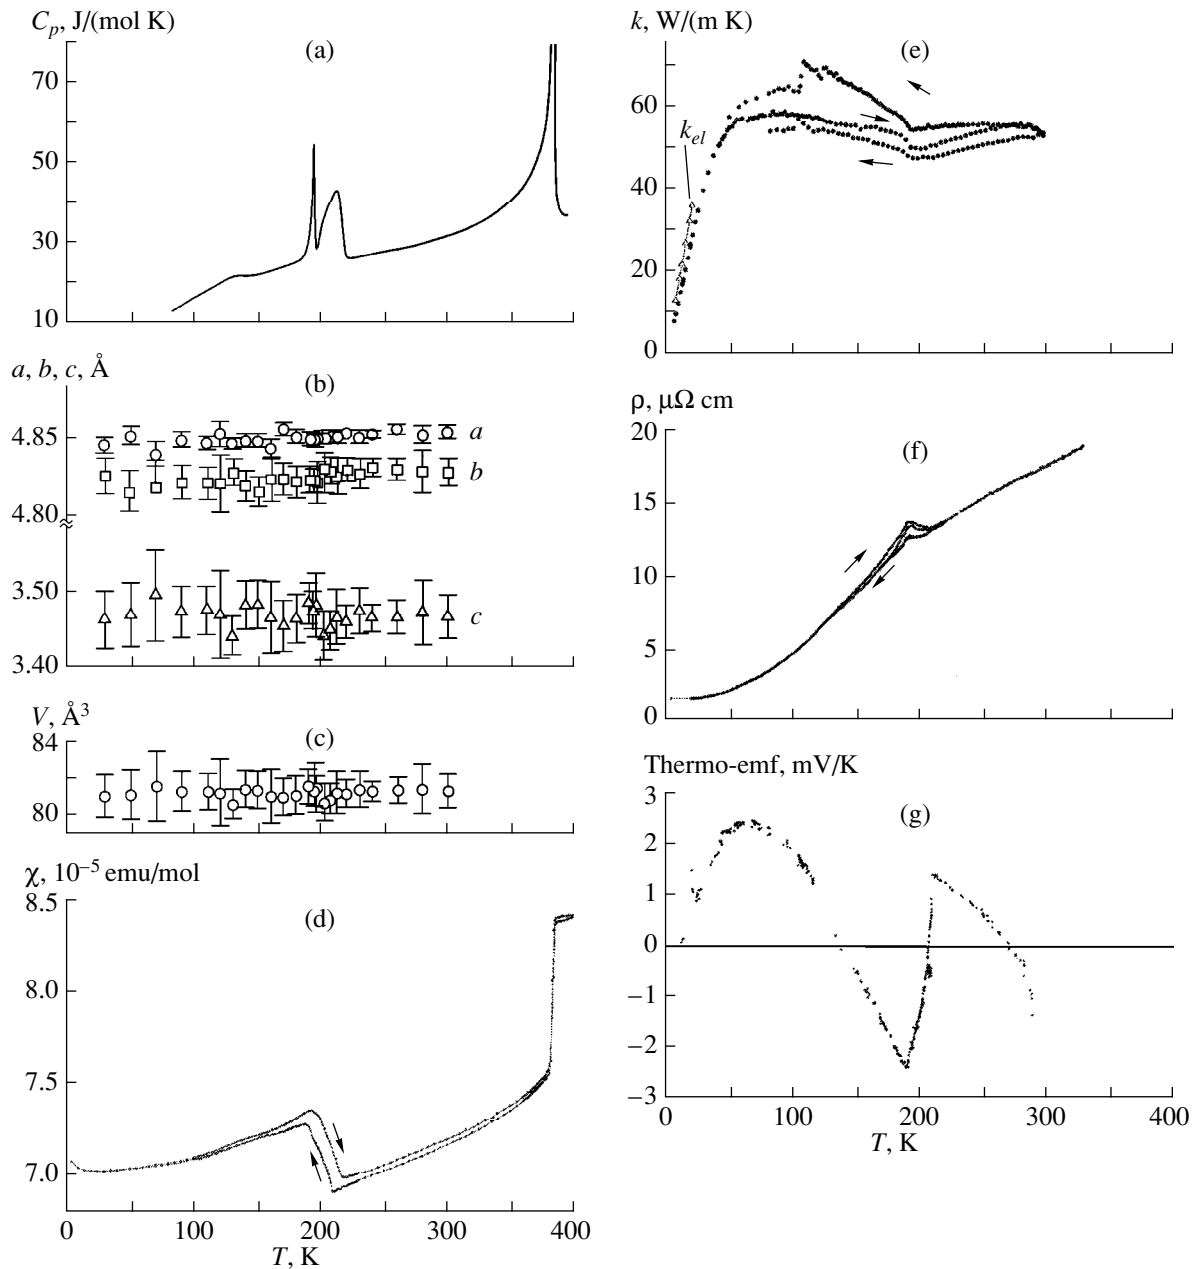 C_p, J/(mol K)
(a)
70
50
30
10
a, b, c, Å
(b)
4.85
a
b
4.80
3.50
c
3.40
V, Å³
(c)
84
80
χ, 10⁻⁵ emu/mol
(d)
8.5
8.0
7.5
7.0
0 100 200 300 400
T, K
k, W/(m K)
(e)
60
k_el
40
20
0
ρ, μΩ cm
(f)
20
15
10
5
0
Thermo-emf, mV/K
(g)
3
2
1
0
−1
−2
−3
0 100 200 300 400
T, K